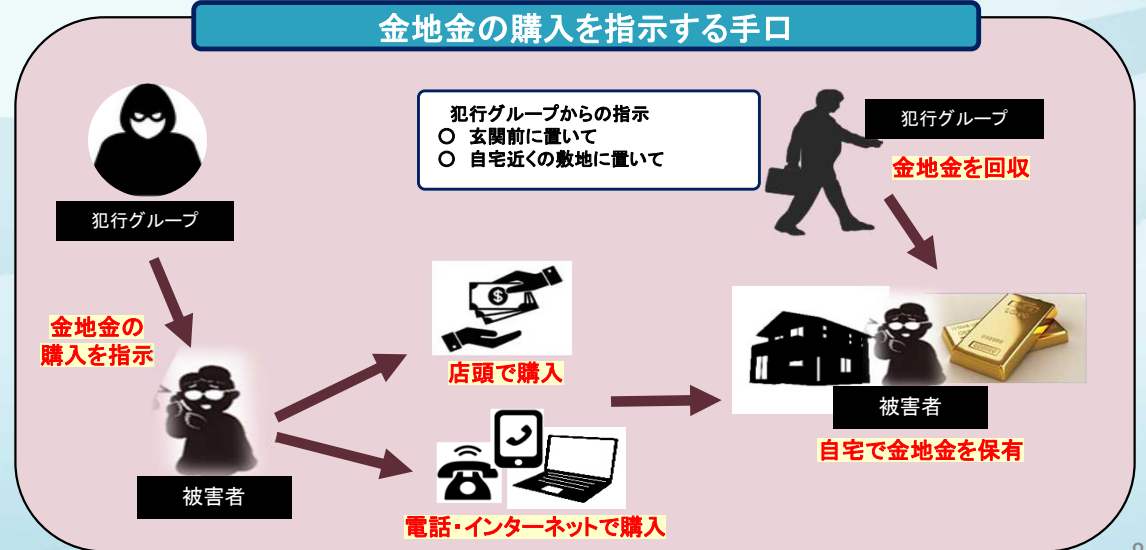 金地金の購入を指示する手口
犯行グループからの指示
○ 玄関前に置いて
○ 自宅近くの敷地に置いて
犯行グループ
金地金を回収
犯行グループ
金地金の
購入を指示
被害者
店頭で購入
電話・インターネットで購入
被害者
自宅で金地金を保有